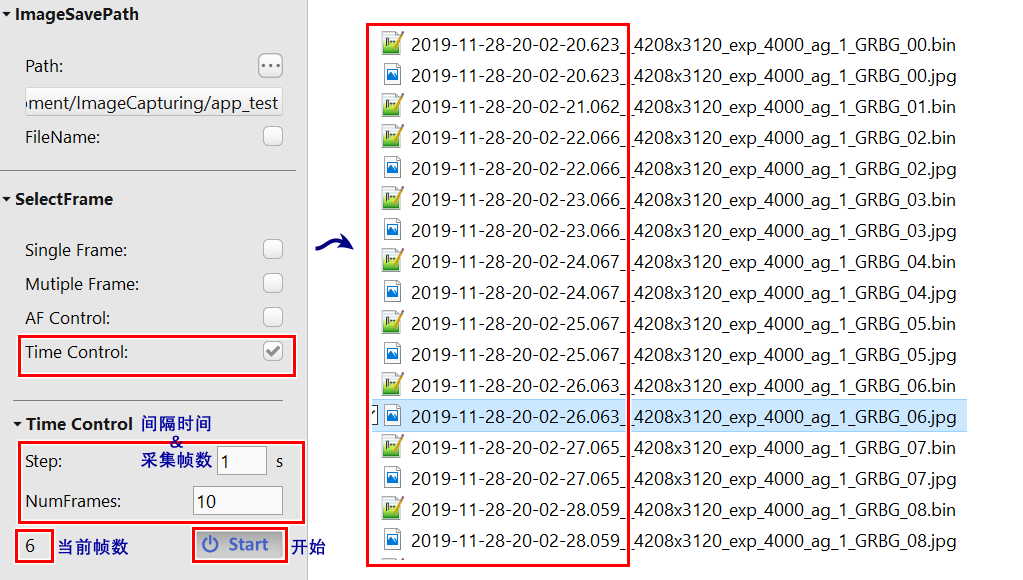 ImageSavePath
Path:
...
oment/ImageCapturing/app_test
FileName:
SelectFrame
Single Frame:
Mutiple Frame:
AF Control:
Time Control:
Time Control 间隔时间
&
采集帧数
Step: 1 s
NumFrames: 10
6 当前帧数 Start 开始
2019-11-28-20-02-20.623_4208x3120_exp_4000_ag_1_GRBG_00.bin
2019-11-28-20-02-20.623_4208x3120_exp_4000_ag_1_GRBG_00.jpg
2019-11-28-20-02-21.062_4208x3120_exp_4000_ag_1_GRBG_01.bin
2019-11-28-20-02-22.066_4208x3120_exp_4000_ag_1_GRBG_02.bin
2019-11-28-20-02-22.066_4208x3120_exp_4000_ag_1_GRBG_02.jpg
2019-11-28-20-02-23.066_4208x3120_exp_4000_ag_1_GRBG_03.bin
2019-11-28-20-02-23.066_4208x3120_exp_4000_ag_1_GRBG_03.jpg
2019-11-28-20-02-24.067_4208x3120_exp_4000_ag_1_GRBG_04.bin
2019-11-28-20-02-24.067_4208x3120_exp_4000_ag_1_GRBG_04.jpg
2019-11-28-20-02-25.067_4208x3120_exp_4000_ag_1_GRBG_05.bin
2019-11-28-20-02-25.067_4208x3120_exp_4000_ag_1_GRBG_05.jpg
2019-11-28-20-02-26.063_4208x3120_exp_4000_ag_1_GRBG_06.bin
2019-11-28-20-02-26.063_4208x3120_exp_4000_ag_1_GRBG_06.jpg
2019-11-28-20-02-27.065_4208x3120_exp_4000_ag_1_GRBG_07.bin
2019-11-28-20-02-27.065_4208x3120_exp_4000_ag_1_GRBG_07.jpg
2019-11-28-20-02-28.059_4208x3120_exp_4000_ag_1_GRBG_08.bin
2019-11-28-20-02-28.059_4208x3120_exp_4000_ag_1_GRBG_08.jpg